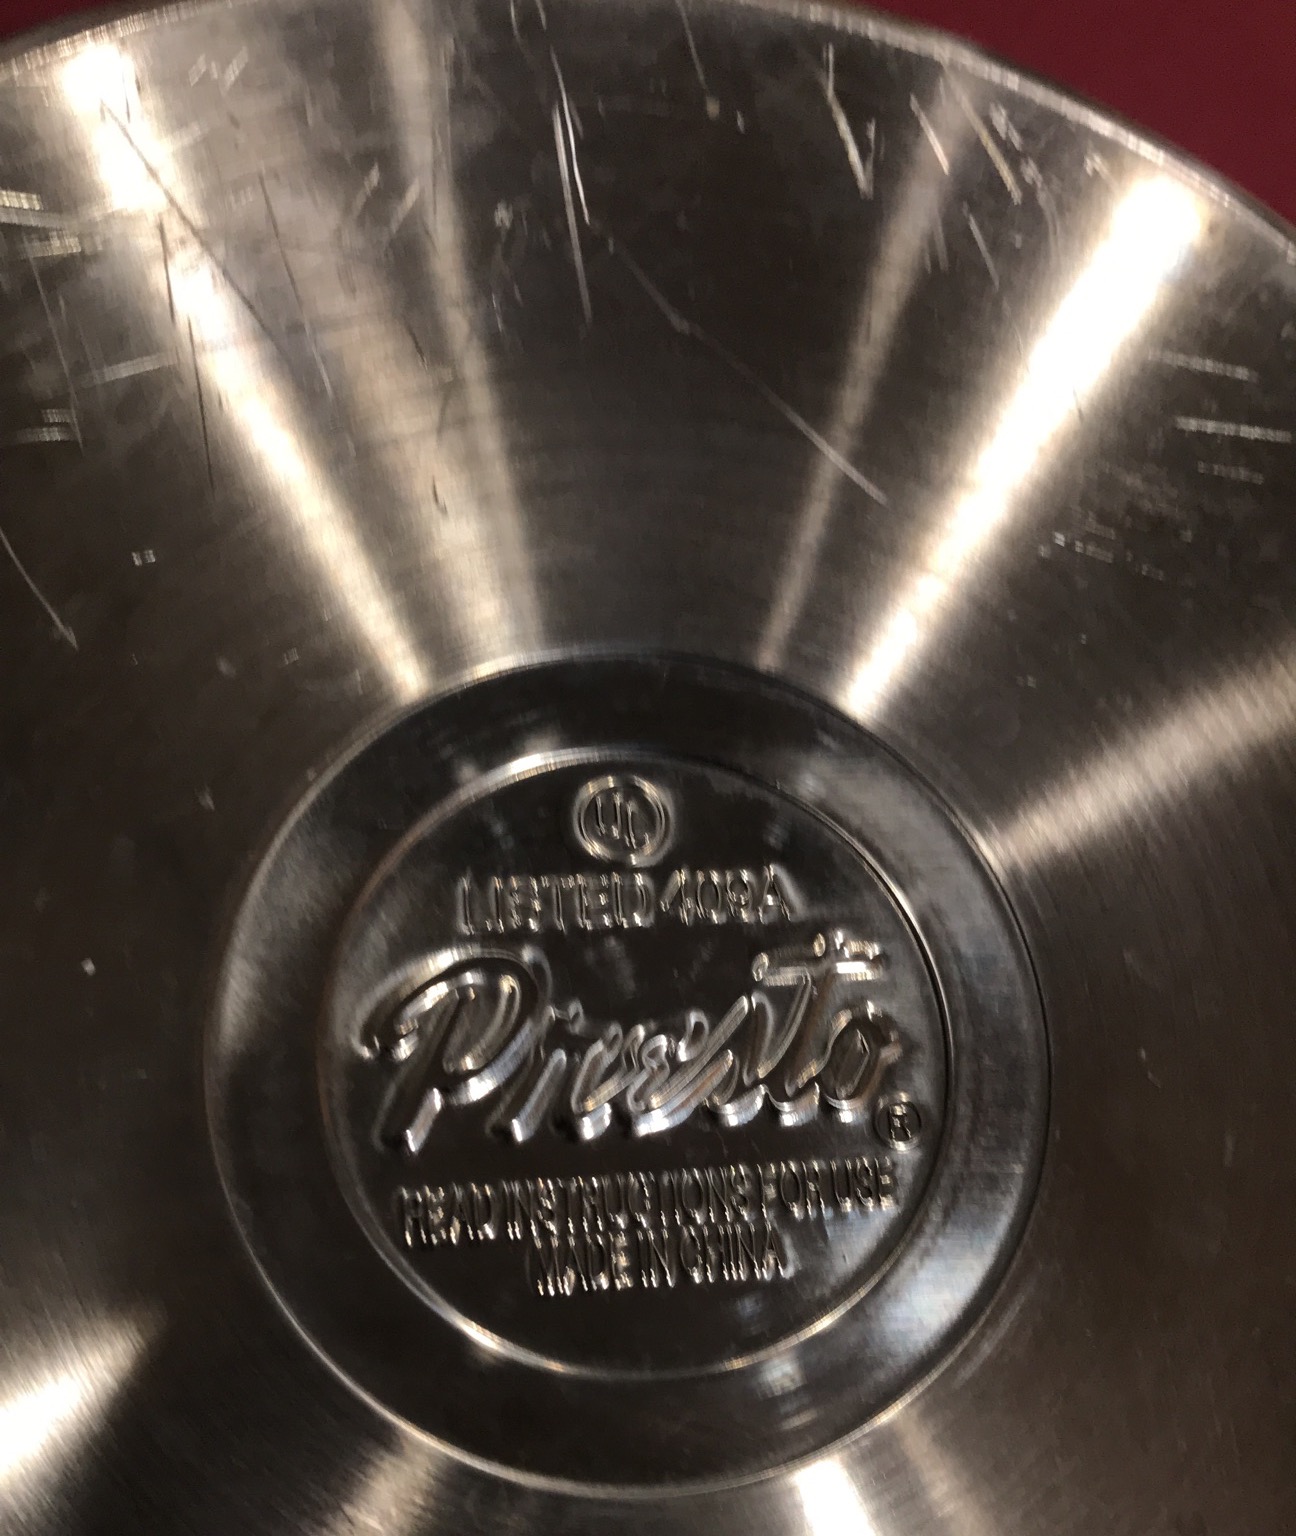 UL
LISTED 409A
Presto®
READ INSTRUCTIONS FOR USE
MADE IN CHINA